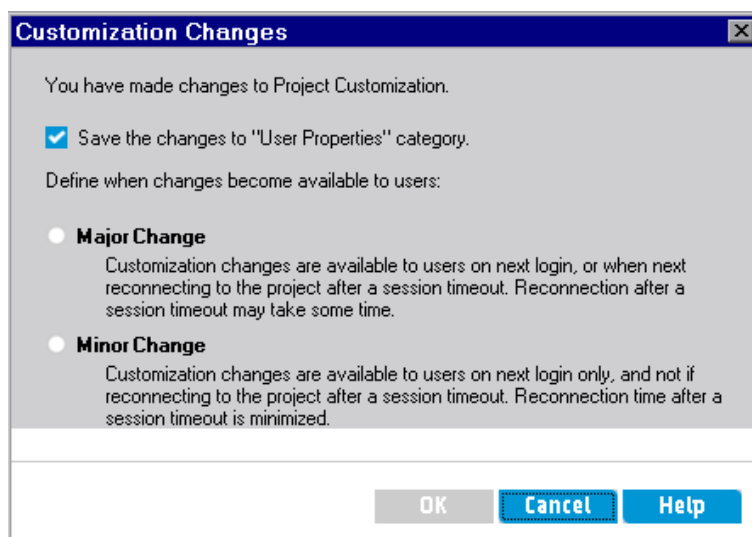 Customization Changes
You have made changes to Project Customization.
Save the changes to "User Properties" category.
Define when changes become available to users:
Major Change
Customization changes are available to users on next login, or when next
reconnecting to the project after a session timeout. Reconnection after a
session timeout may take some time.
Minor Change
Customization changes are available to users on next login only, and not if
reconnecting to the project after a session timeout. Reconnection time after a
session timeout is minimized.
OK Cancel Help